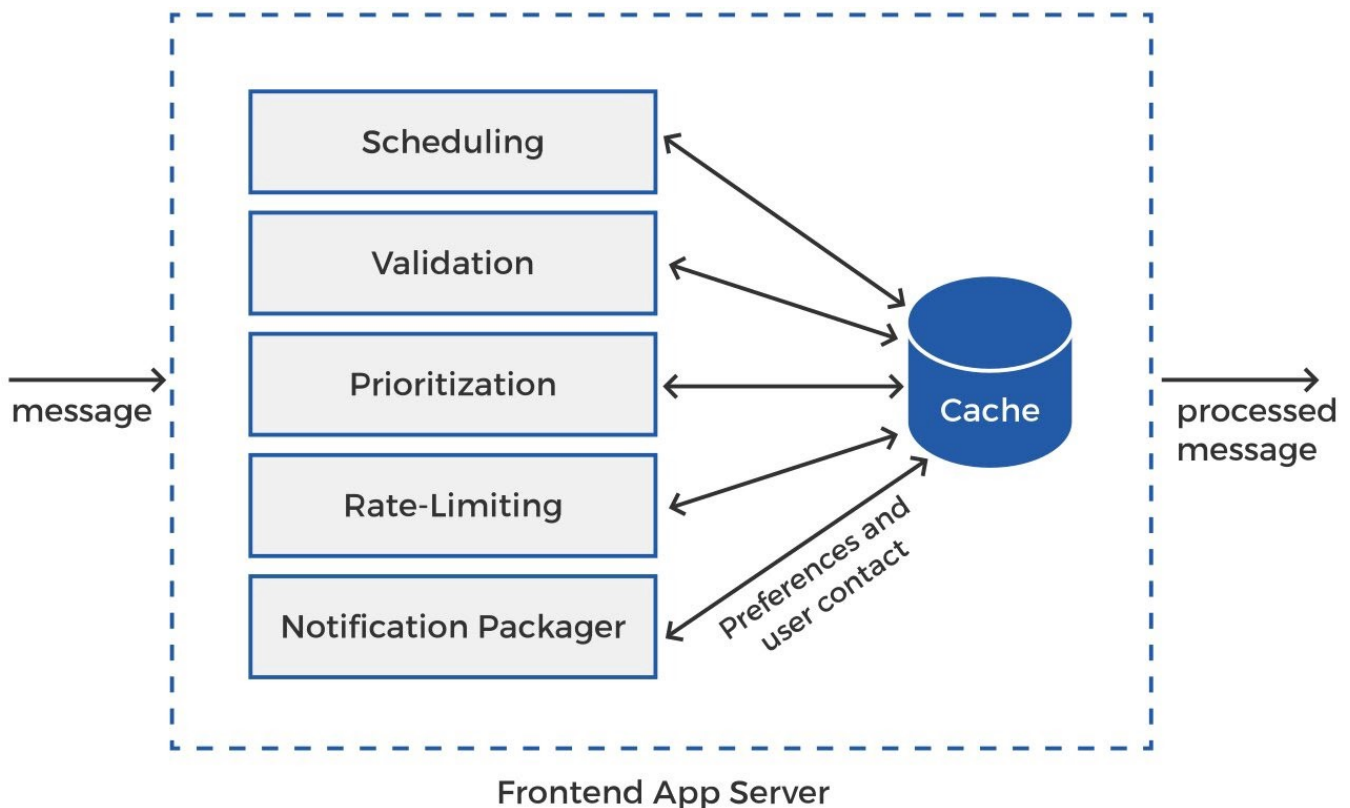 Scheduling
Validation
Prioritization
Rate-Limiting
Notification Packager
message
Cache
Preferences and
user contact
processed
message
Frontend App Server